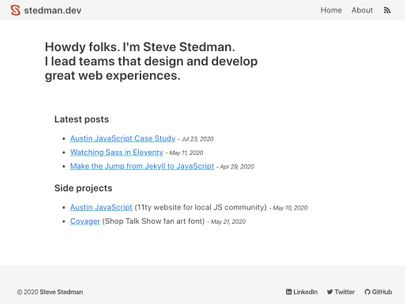 stedman.dev
Home About
Howdy folks. I'm Steve Stedman.
I lead teams that design and develop
great web experiences.
Latest posts
Austin JavaScript Case Study - Jul 23, 2020
Watching Sass in Eleventy - May 11, 2020
Make the Jump from Jekyll to JavaScript - Apr 29, 2020
Side projects
Austin JavaScript (11ty website for local JS community) - May 10, 2020
Coyager (Shop Talk Show fan art font) - May 21, 2020
© 2020 Steve Stedman LinkedIn Twitter GitHub